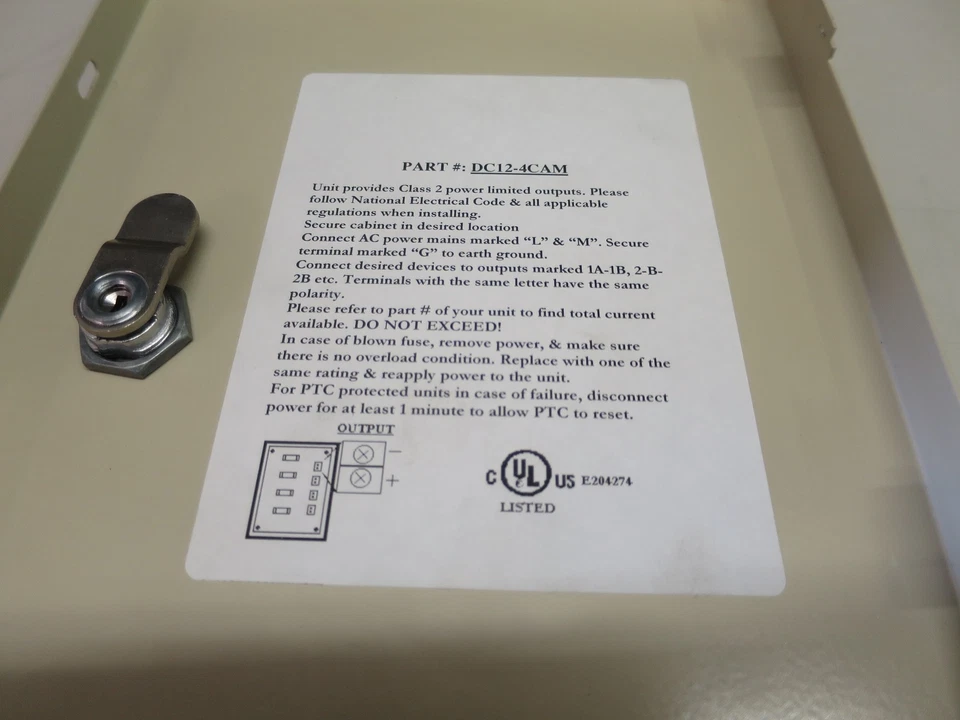 PART #: DC12-4CAM
Unit provides Class 2 power limited outputs. Please
follow National Electrical Code & all applicable
regulations when installing.
Secure cabinet in desired location
Connect AC power mains marked “L” & “M”. Secure
terminal marked “G” to earth ground.
Connect desired devices to outputs marked 1A-1B, 2-B-
2B etc. Terminals with the same letter have the same
polarity.
Please refer to part # of your unit to find total current
available. DO NOT EXCEED!
In case of blown fuse, remove power, & make sure
there is no overload condition. Replace with one of the
same rating & reapply power to the unit.
For PTC protected units in case of failure, disconnect
power for at least 1 minute to allow PTC to reset.
OUTPUT
−
+
C UL US E204274
LISTED